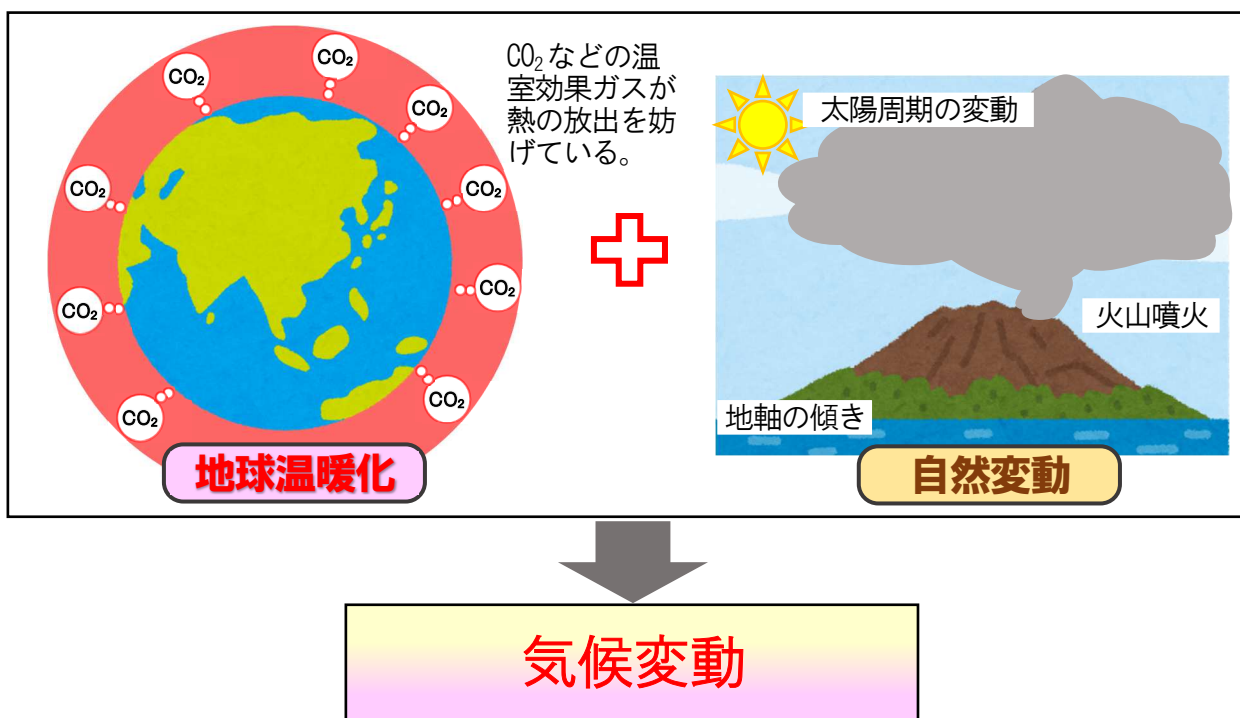 CO₂
CO₂
CO₂
CO₂
CO₂
CO₂
CO₂
CO₂
CO₂
地球温暖化
CO₂などの温
室効果ガスが
熱の放出を妨
げている。
太陽周期の変動
火山噴火
地軸の傾き
自然変動
気候変動